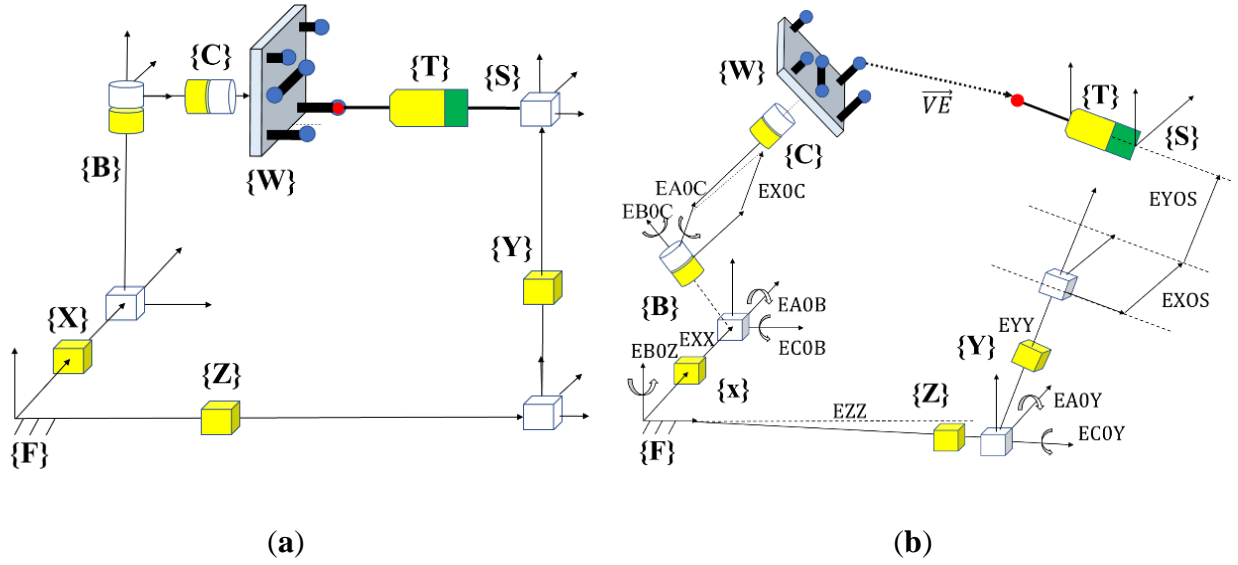 {C}
{T}
{S}
{B}
{W}
{Y}
{X}
{Z}
{F}
(a)
{W}
VE
{T}
{S}
{C}
EA0C
EX0C
EB0C
EYOS
{B}
EA0B
EXOS
EXX
EB0Z
EC0B
EYY
{Y}
{x}
{Z}
EA0Y
EZZ
{F}
EC0Y
(b)